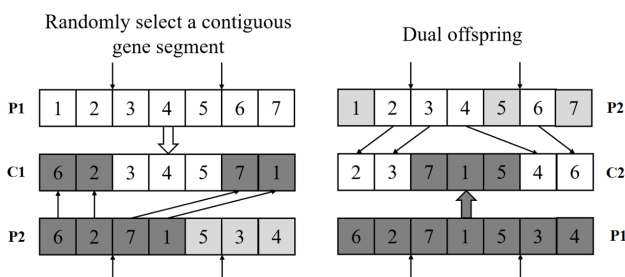 Randomly select a contiguous
gene segment
P1 1 2 3 4 5 6 7
C1 6 2 3 4 5 7 1
P2 6 2 7 1 5 3 4
Dual offspring
1 2 3 4 5 6 7 P2
2 3 7 1 5 4 6 C2
6 2 7 1 5 3 4 P1